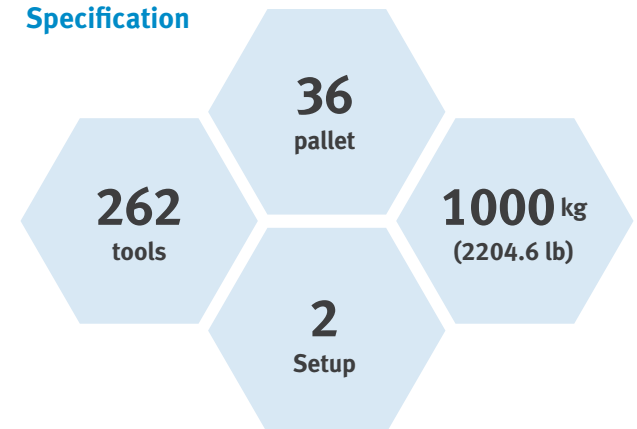 Specification
36
pallet
262
tools
1000 kg
(2204.6 lb)
2
Setup